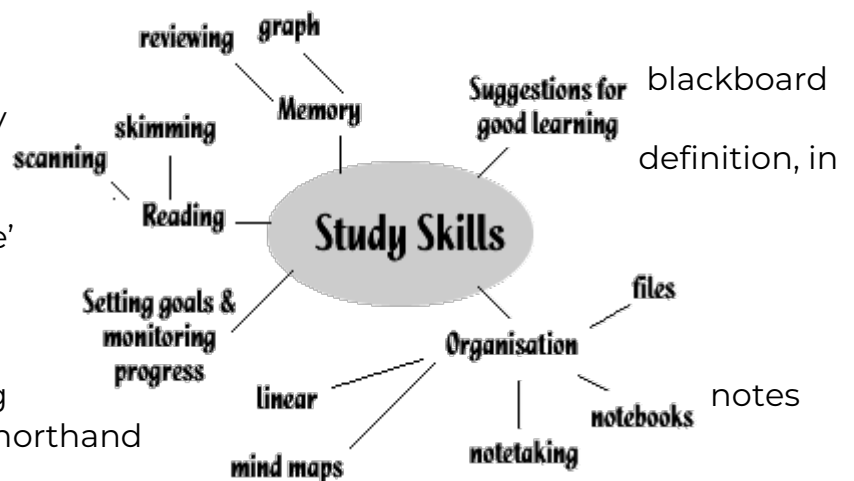 reviewing
graph
Memory
Suggestions for
good learning
blackboard
skimming
scanning
definition, in
Reading
Study Skills
Setting goals &
monitoring
progress
files
Organisation
linear
notebooks
notes
mind maps
notetaking